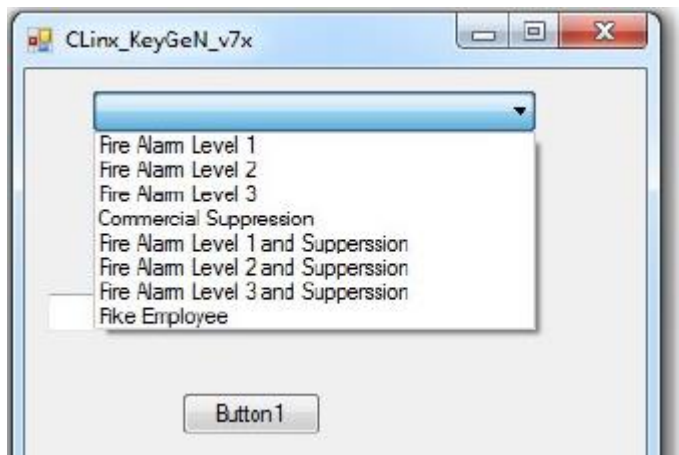 CLinx_KeyGeN_v7x
Fire Alarm Level 1
Fire Alarm Level 2
Fire Alarm Level 3
Commercial Suppression
Fire Alarm Level 1 and Supperssion
Fire Alarm Level 2 and Supperssion
Fire Alarm Level 3 and Supperssion
Fike Employee
Button1